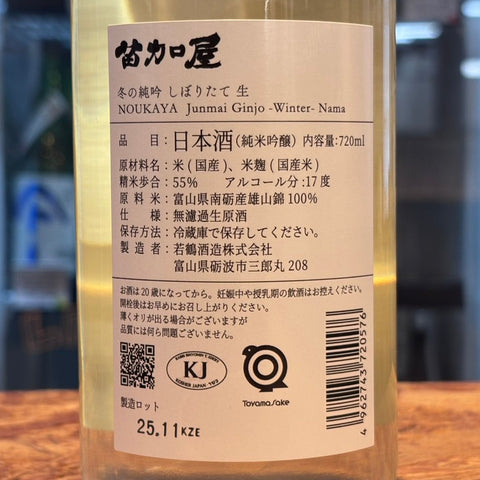 苗加屋
冬の純吟 しぼりたて 生
NOUKAYA Junmai Ginjo -Winter- Nama
品 目：日本酒(純米吟醸) 内容量：720ml
原材料名：米（国産）、米麹（国産米）
精米歩合：55% アルコール分：17度
原 料 米：富山県南砺産雄山錦100%
仕 様：無濾過生原酒
保存方法：冷蔵庫で保存してください。
製 造 者：若鶴酒造株式会社
富山県砺波市三郎丸 208
お酒は20歳になってから。妊娠中や授乳期の飲酒はお控えください。
開栓後はお早めにお召し上がりください。
薄くオリが出る場合がございますが
品質には何ら問題ございません。
KJ
KOSHER JAPAN
Toyama Sake
4962743720576
製造ロット
25.11 KZE